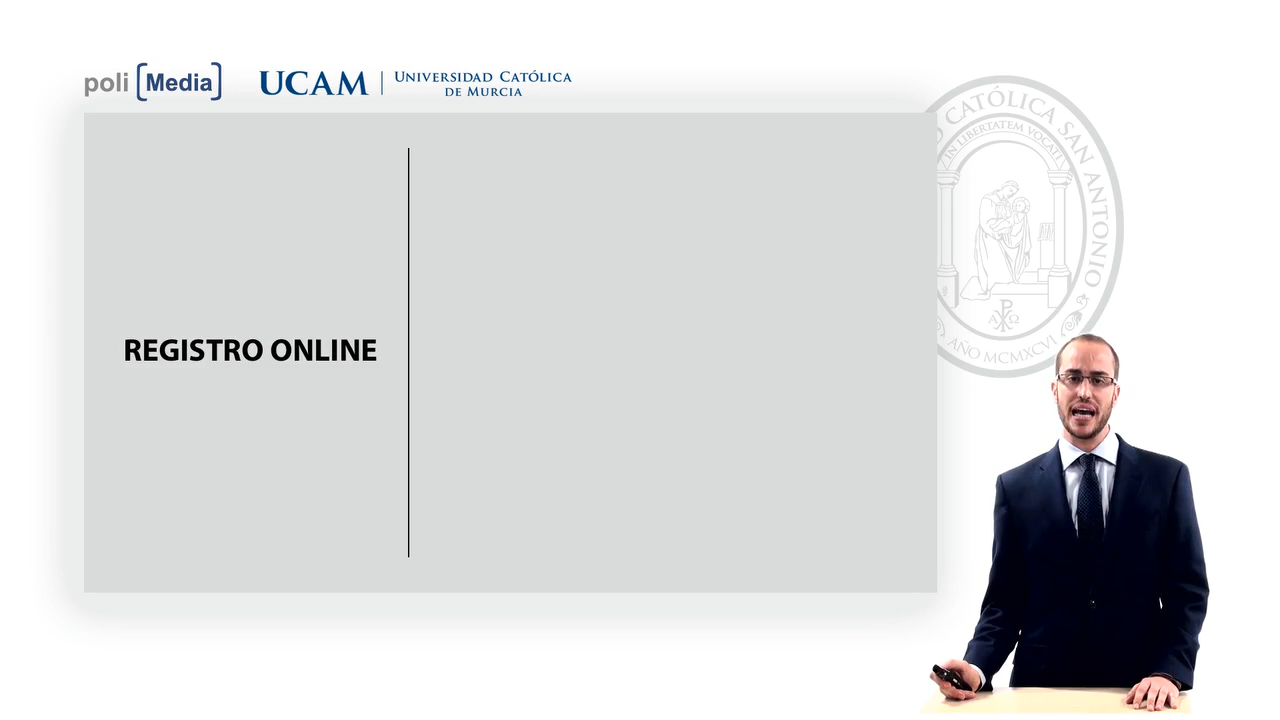 poli [Media]
UCAM
UNIVERSIDAD CATÓLICA
DE MURCIA
CATÓLICA SAN ANTONIO
IN LIBERTATEM VOCATI
AÑO MCMXCVI
REGISTRO ONLINE